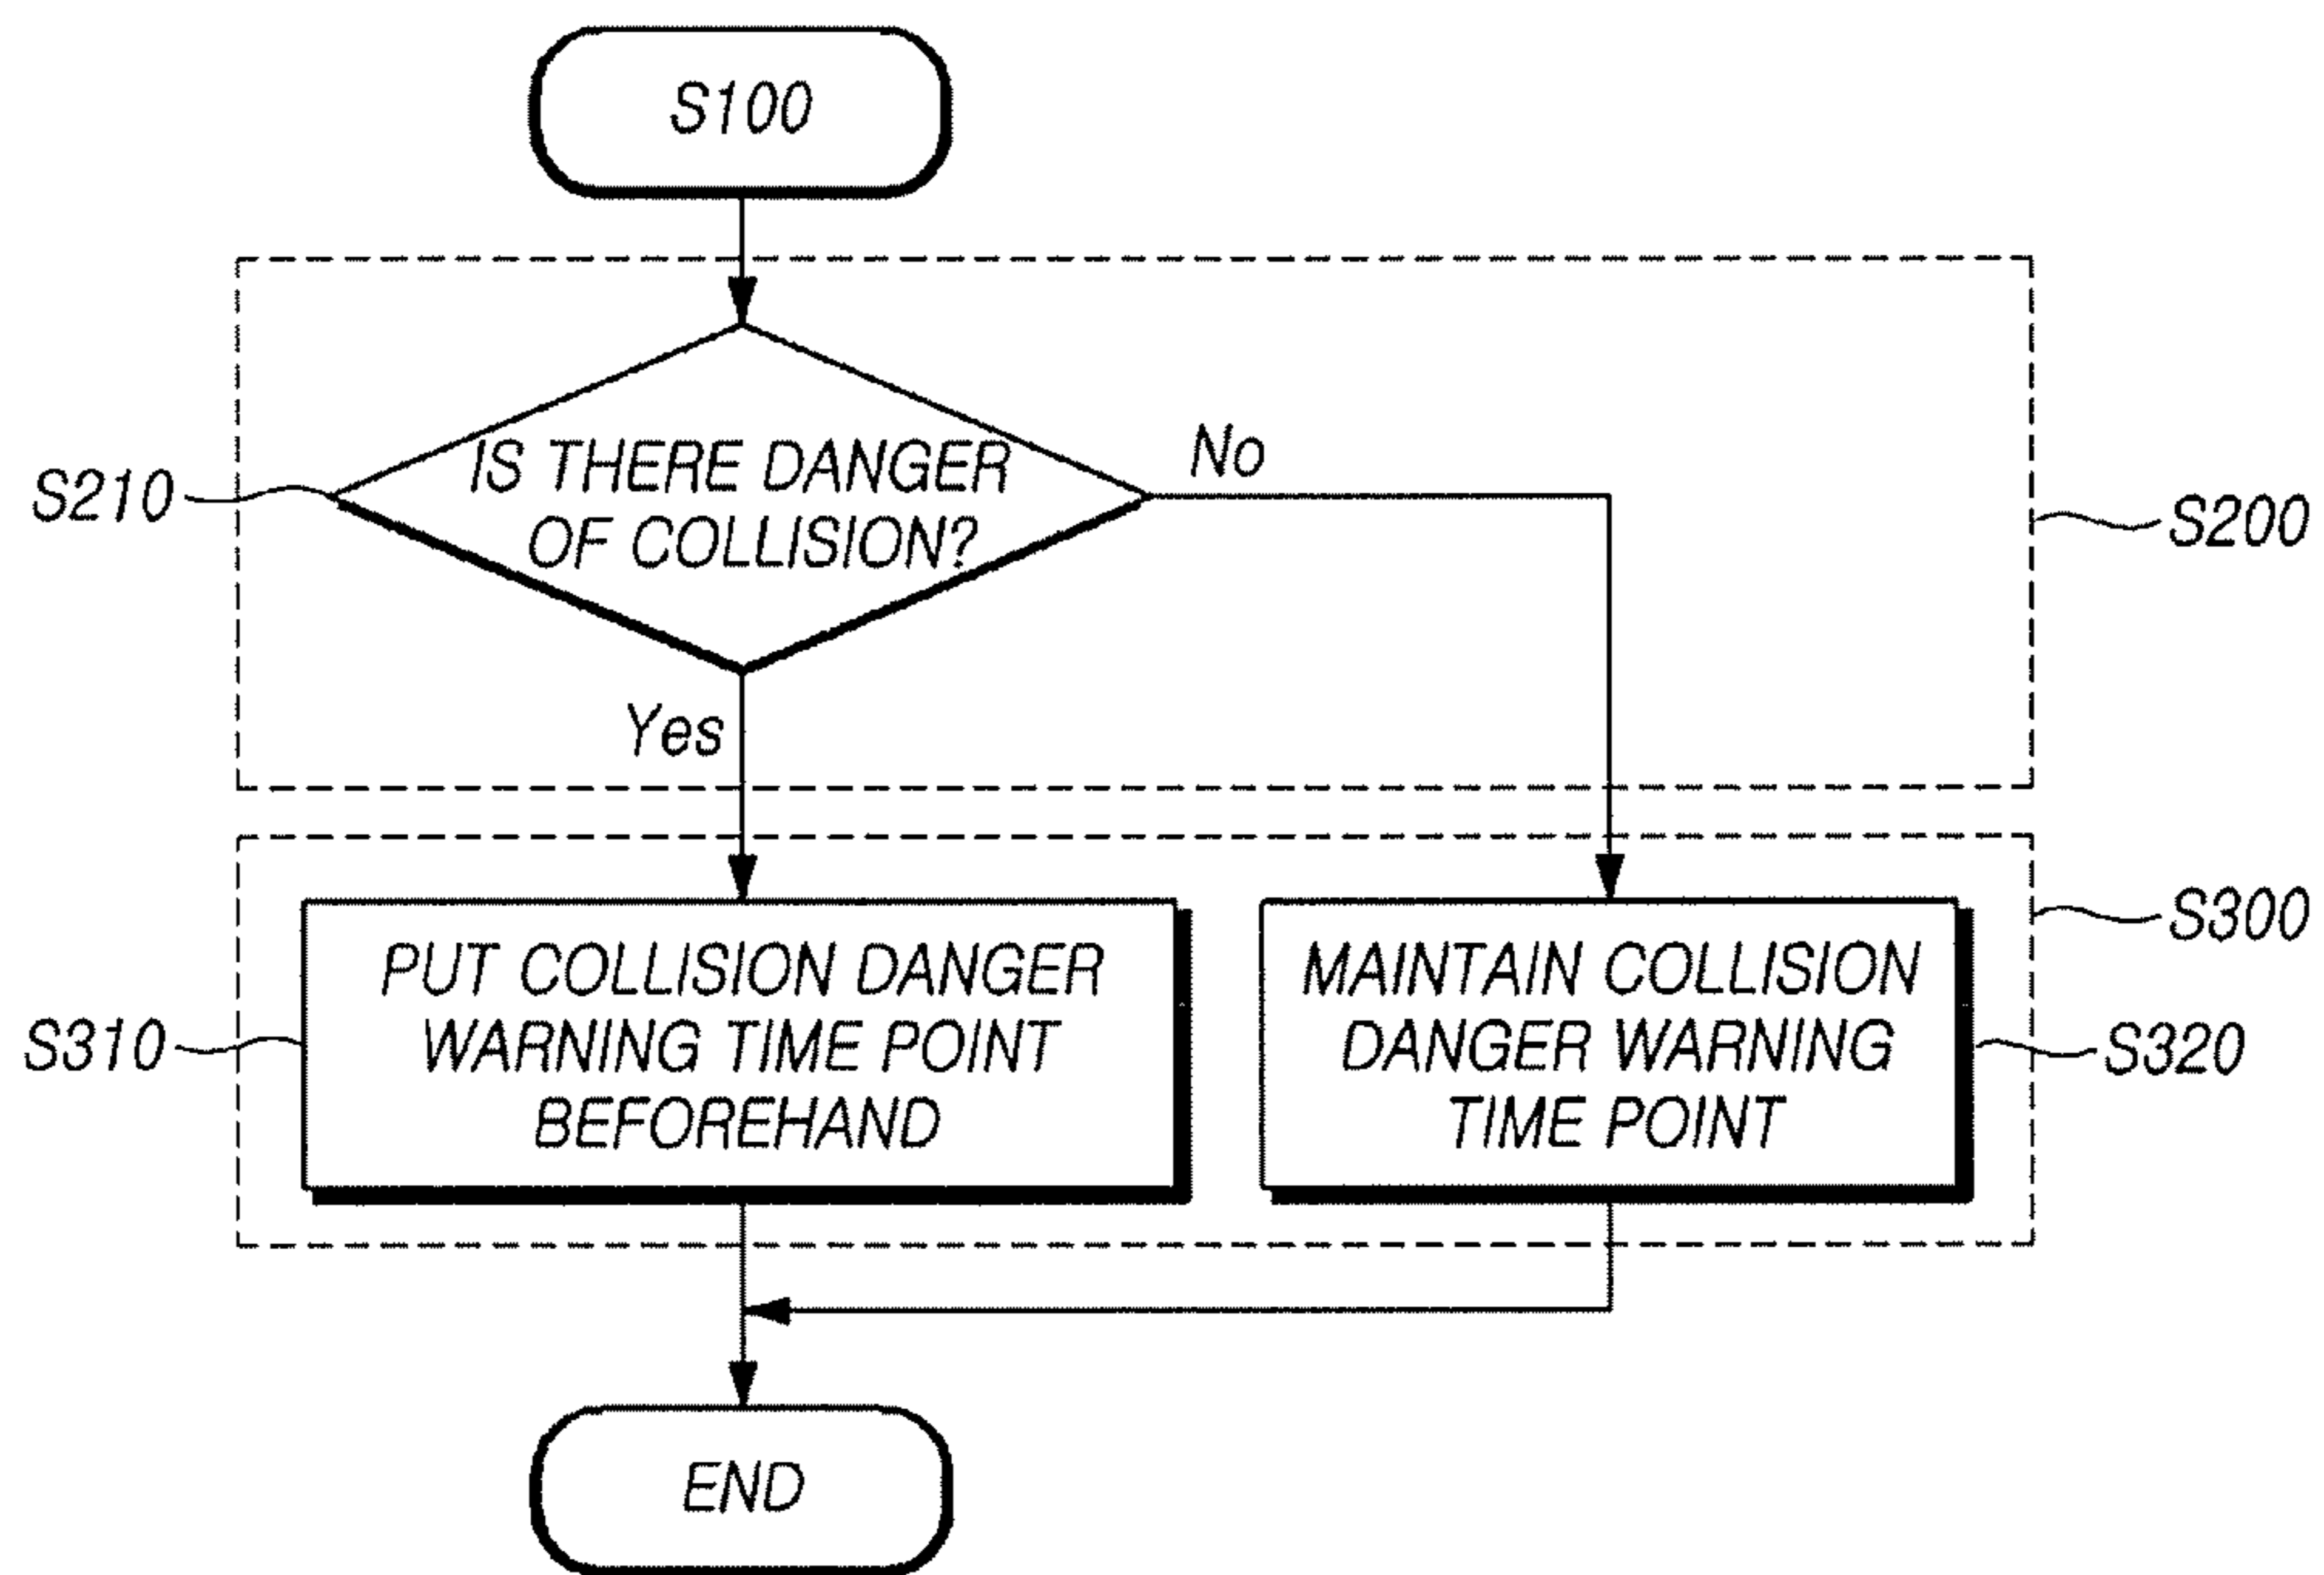 S100
IS THERE DANGER
OF COLLISION?
No
S210
S200
Yes
PUT COLLISION DANGER
WARNING TIME POINT
BEFOREHAND
S310
MAINTAIN COLLISION
DANGER WARNING
TIME POINT
S300
S320
END